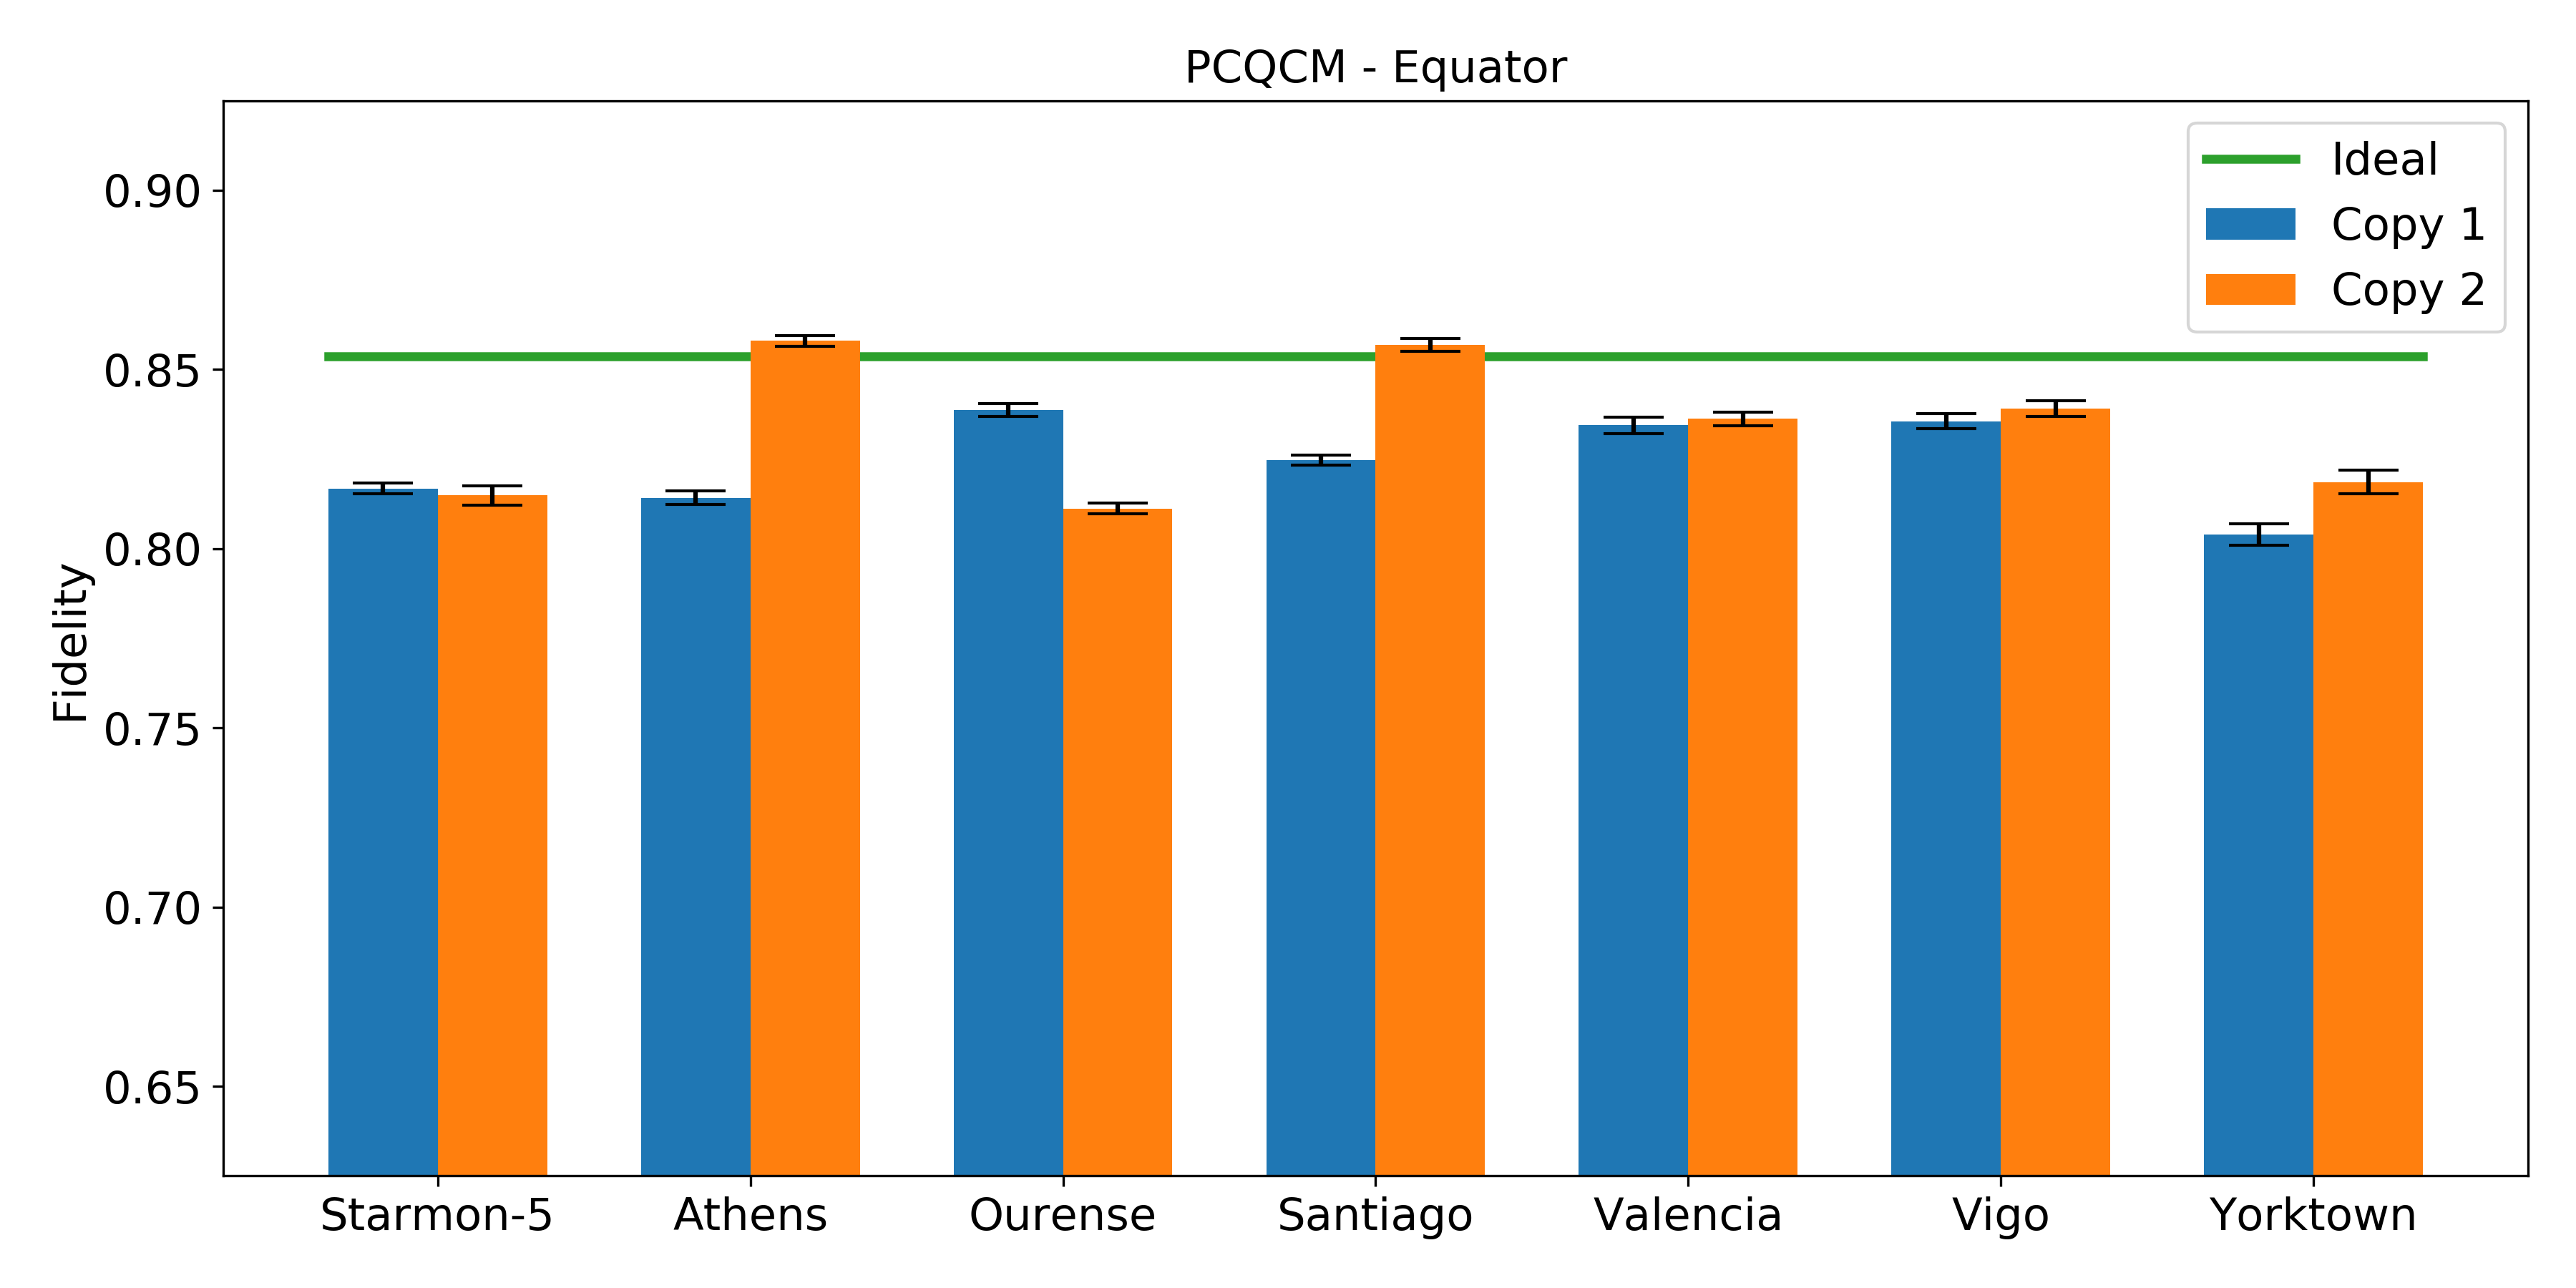 PCQCM - Equator
Ideal
Copy 1
Copy 2
0.90
0.85
0.80
0.75
0.70
0.65
Fidelity
Starmon-5 Athens Ourense Santiago Valencia Vigo Yorktown